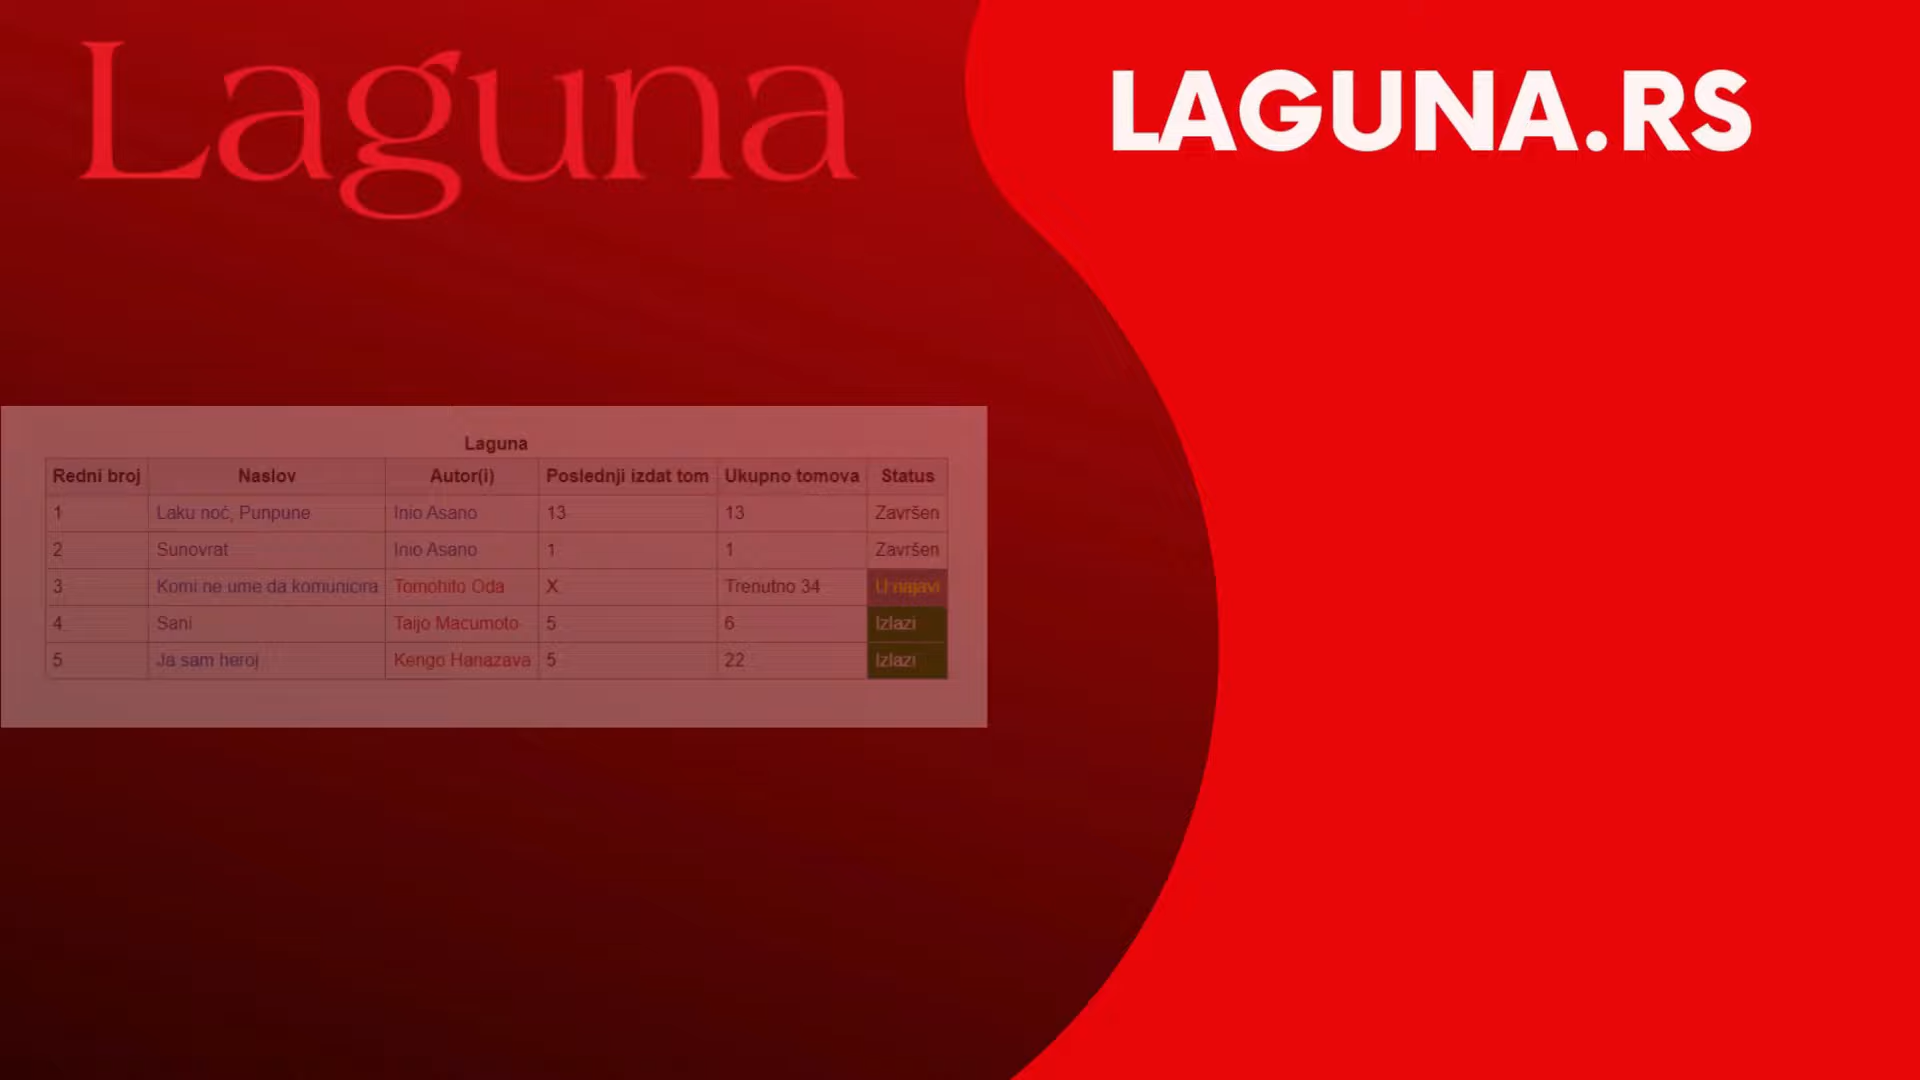 Laguna
LAGUNA.RS
Laguna
Redni broj Naslov Autor(i) Poslednji izdat tom Ukupno tomova Status
1 Laku noć, Punpune Inio Asano 13 13 Završen
2 Sunovrat Inio Asano 1 1 Završen
3 Komi ne ume da komunicira Tomohito Oda X Trenutno 34 U najavi
4 Sani Taijo Macumoto 5 6 Izlazi
5 Ja sam heroj Kengo Hanazava 5 22 Izlazi